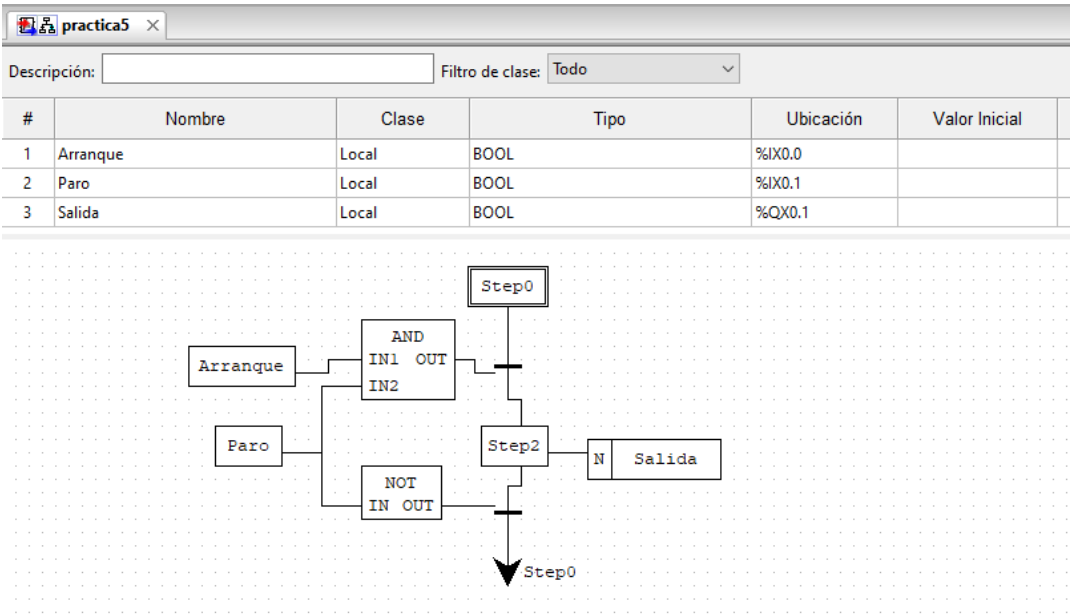 practica5
Descripción: Filtro de clase: Todo
# Nombre Clase Tipo Ubicación Valor Inicial
1 Arranque Local BOOL %IX0.0
2 Paro Local BOOL %IX0.1
3 Salida Local BOOL %QX0.1
Step0
AND
Arranque IN1 OUT
IN2
Paro Step2 N Salida
NOT
IN OUT
Step0